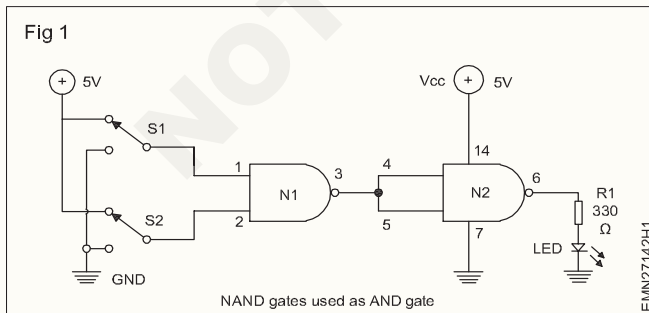 Fig 1
NOT
5V
Vcc
5V
S1
S2
GND
1
2
3
4
5
6
14
7
N1
N2
R1
330
Ω
LED
NAND gates used as AND gate
EMN27142H1